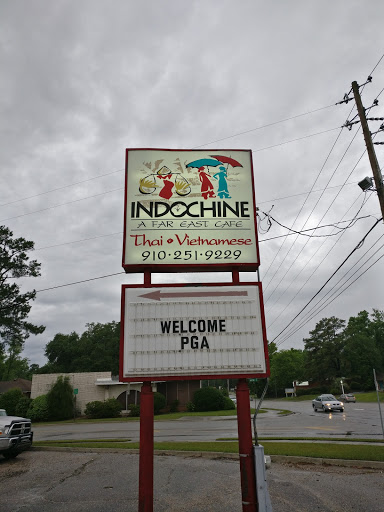 INDOCHINE
A FAR EAST CAFE
Thai • Vietnamese
910·251·9229
WELCOME
PGA